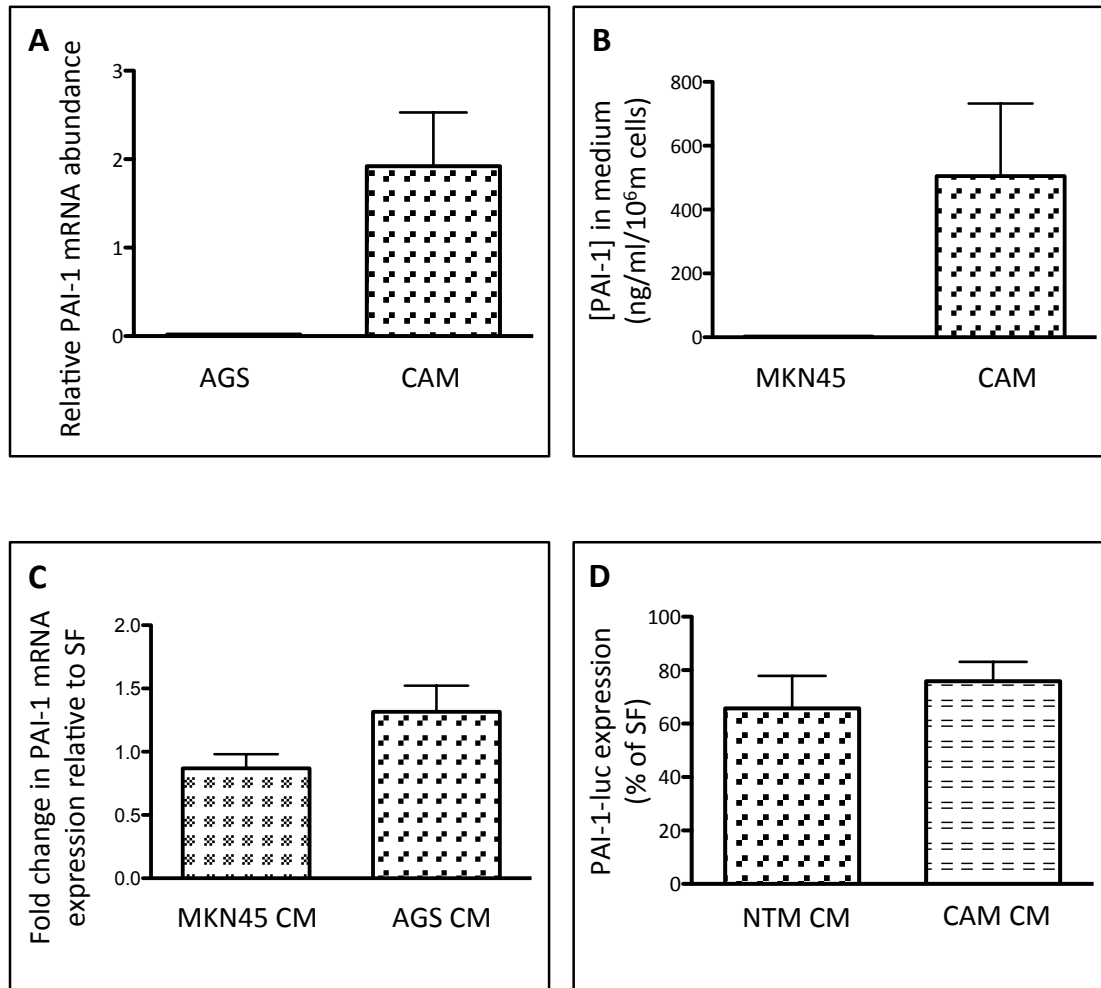 A
Relative PAI-1 mRNA abundance
3
2
1
0
AGS CAM
B
[PAI-1] in medium
(ng/ml/10⁶m cells)
800
600
400
200
0
MKN45 CAM
C
Fold change in PAI-1 mRNA
expression relative to SF
2.0
1.5
1.0
0.5
0.0
MKN45 CM AGS CM
D
PAI-1-luc expression
(% of SF)
100
80
60
40
20
0
NTM CM CAM CM